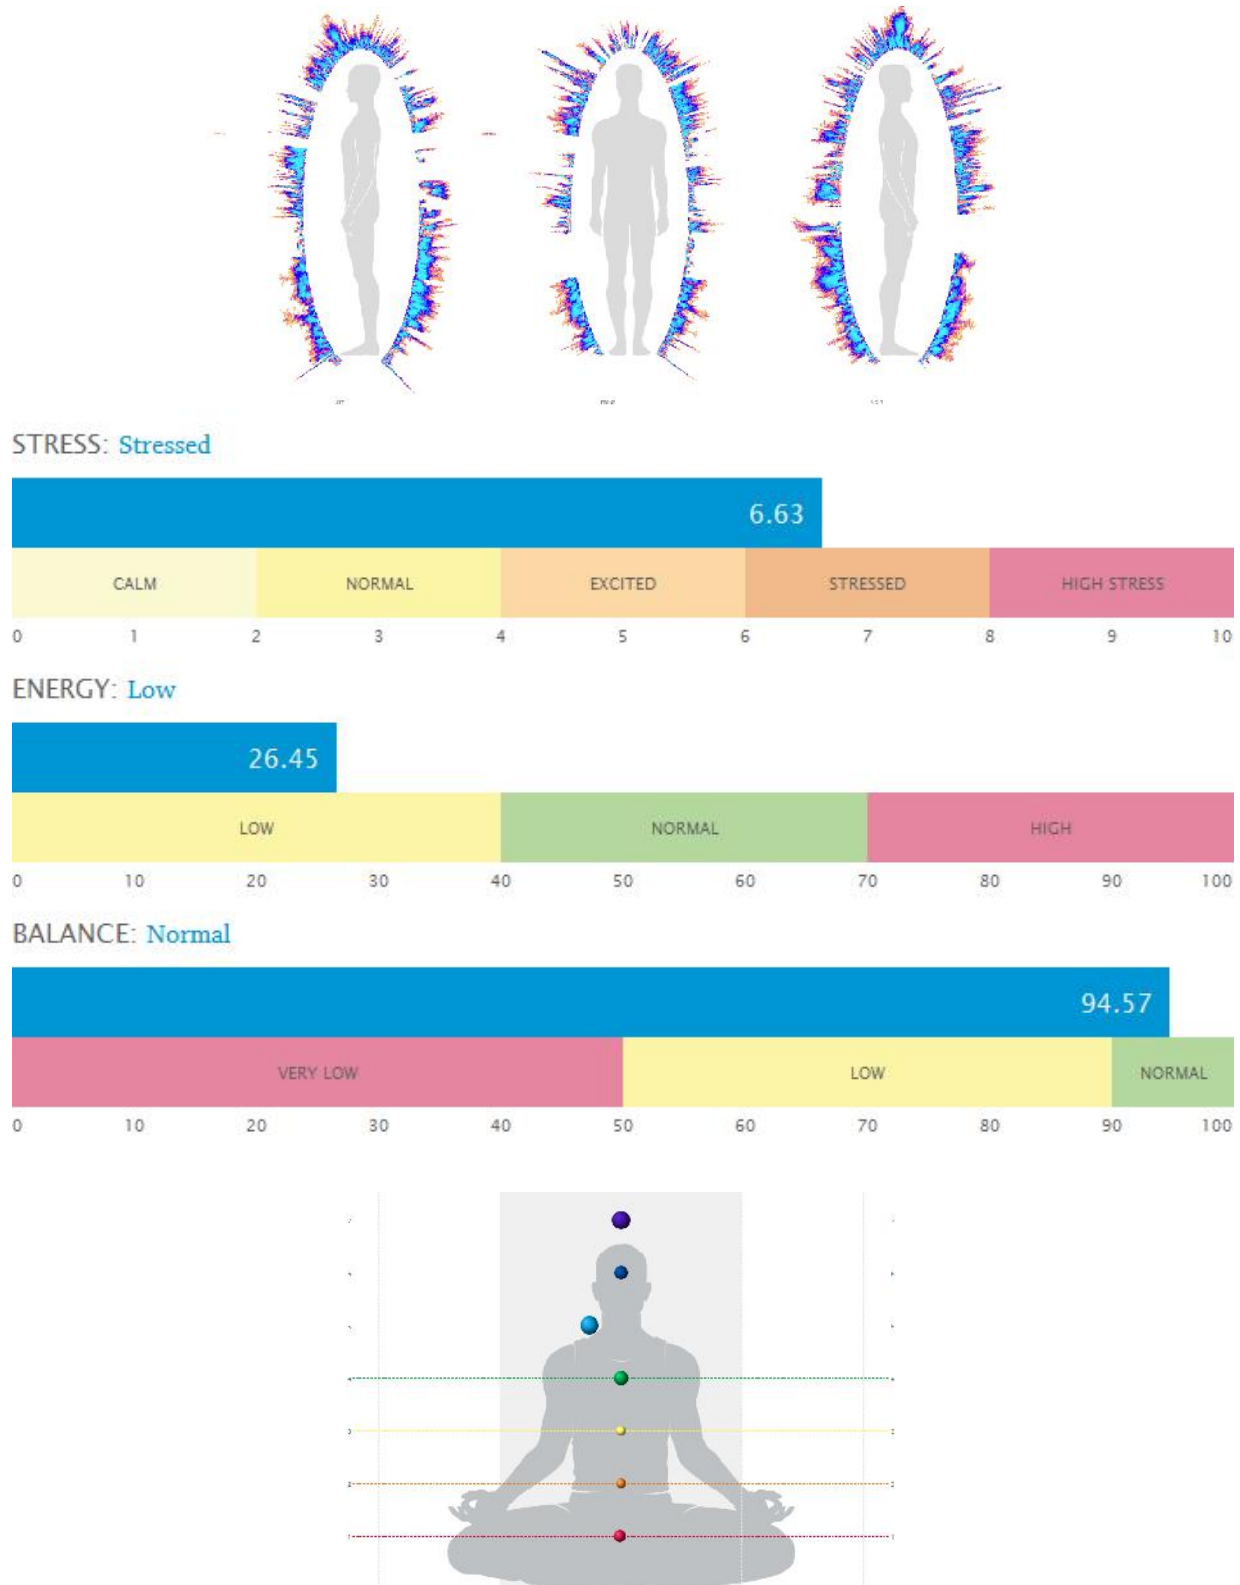 STRESS: Stressed
6.63
CALM NORMAL EXCITED STRESSED HIGH STRESS
0 1 2 3 4 5 6 7 8 9 10
ENERGY: Low
26.45
LOW NORMAL HIGH
0 10 20 30 40 50 60 70 80 90 100
BALANCE: Normal
94.57
VERY LOW LOW NORMAL
0 10 20 30 40 50 60 70 80 90 100